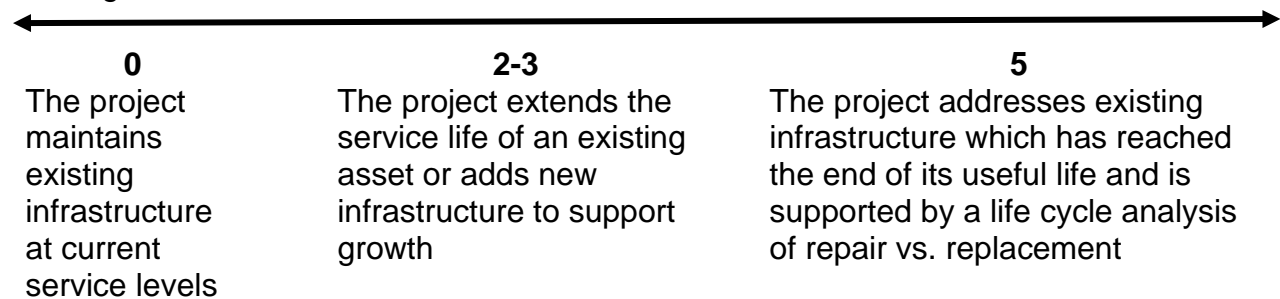 0
The project
maintains
existing
infrastructure
at current
service levels
2-3
The project extends the
service life of an existing
asset or adds new
infrastructure to support
growth
5
The project addresses existing
infrastructure which has reached
the end of its useful life and is
supported by a life cycle analysis
of repair vs. replacement